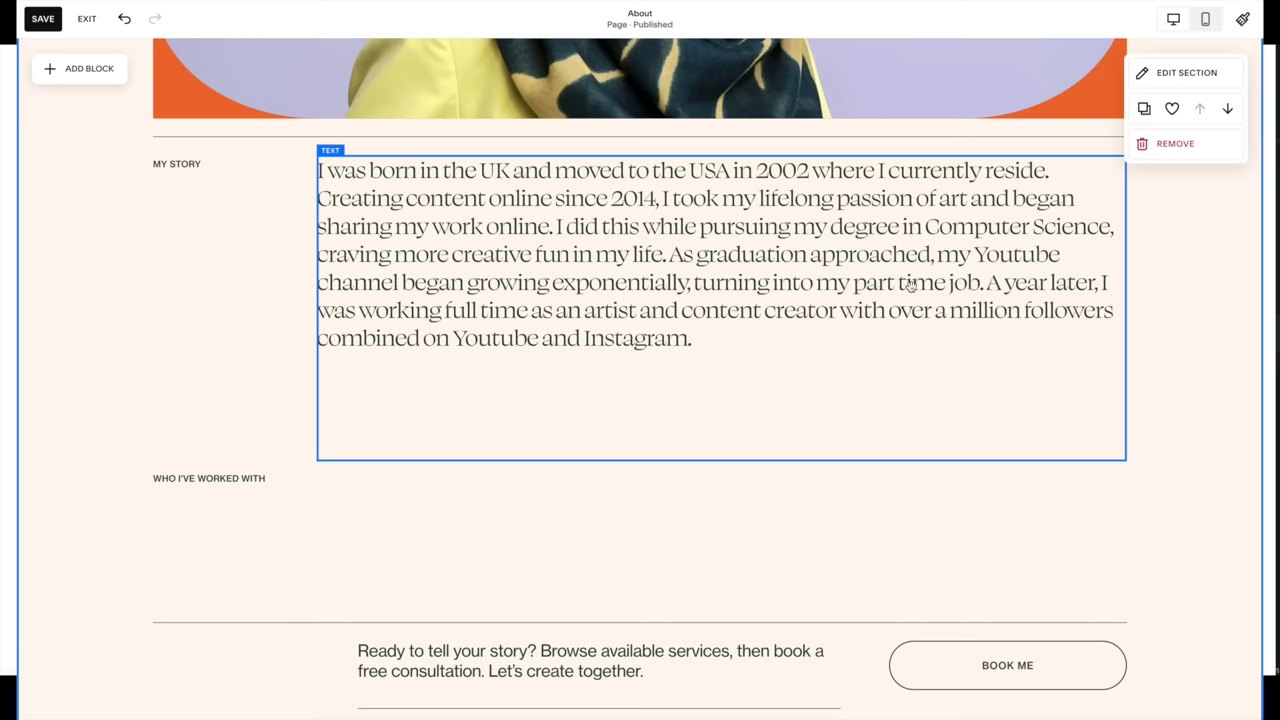 SAVE
EXIT
About
Page · Published
ADD BLOCK
EDIT SECTION
REMOVE
TEXT
MY STORY
I was born in the UK and moved to the USA in 2002 where I currently reside.
Creating content online since 2014, I took my lifelong passion of art and began
sharing my work online. I did this while pursuing my degree in Computer Science,
craving more creative fun in my life. As graduation approached, my Youtube
channel began growing exponentially, turning into my part time job. A year later, I
was working full time as an artist and content creator with over a million followers
combined on Youtube and Instagram.
WHO I'VE WORKED WITH
Ready to tell your story? Browse available services, then book a
free consultation. Let's create together.
BOOK ME